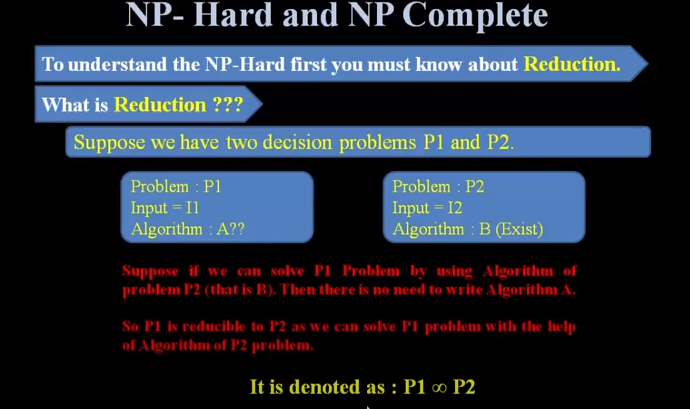 NP- Hard and NP Complete
To understand the NP-Hard first you must know about Reduction.
What is Reduction ???
Suppose we have two decision problems P1 and P2.
Problem : P1
Input = I1
Algorithm : A??
Problem : P2
Input = I2
Algorithm : B (Exist)
Suppose if we can solve P1 Problem by using Algorithm of
problem P2 (that is B). Then there is no need to write Algorithm A.
So P1 is reducible to P2 as we can solve P1 problem with the help
of Algorithm of P2 problem.
It is denoted as : P1 ∞ P2